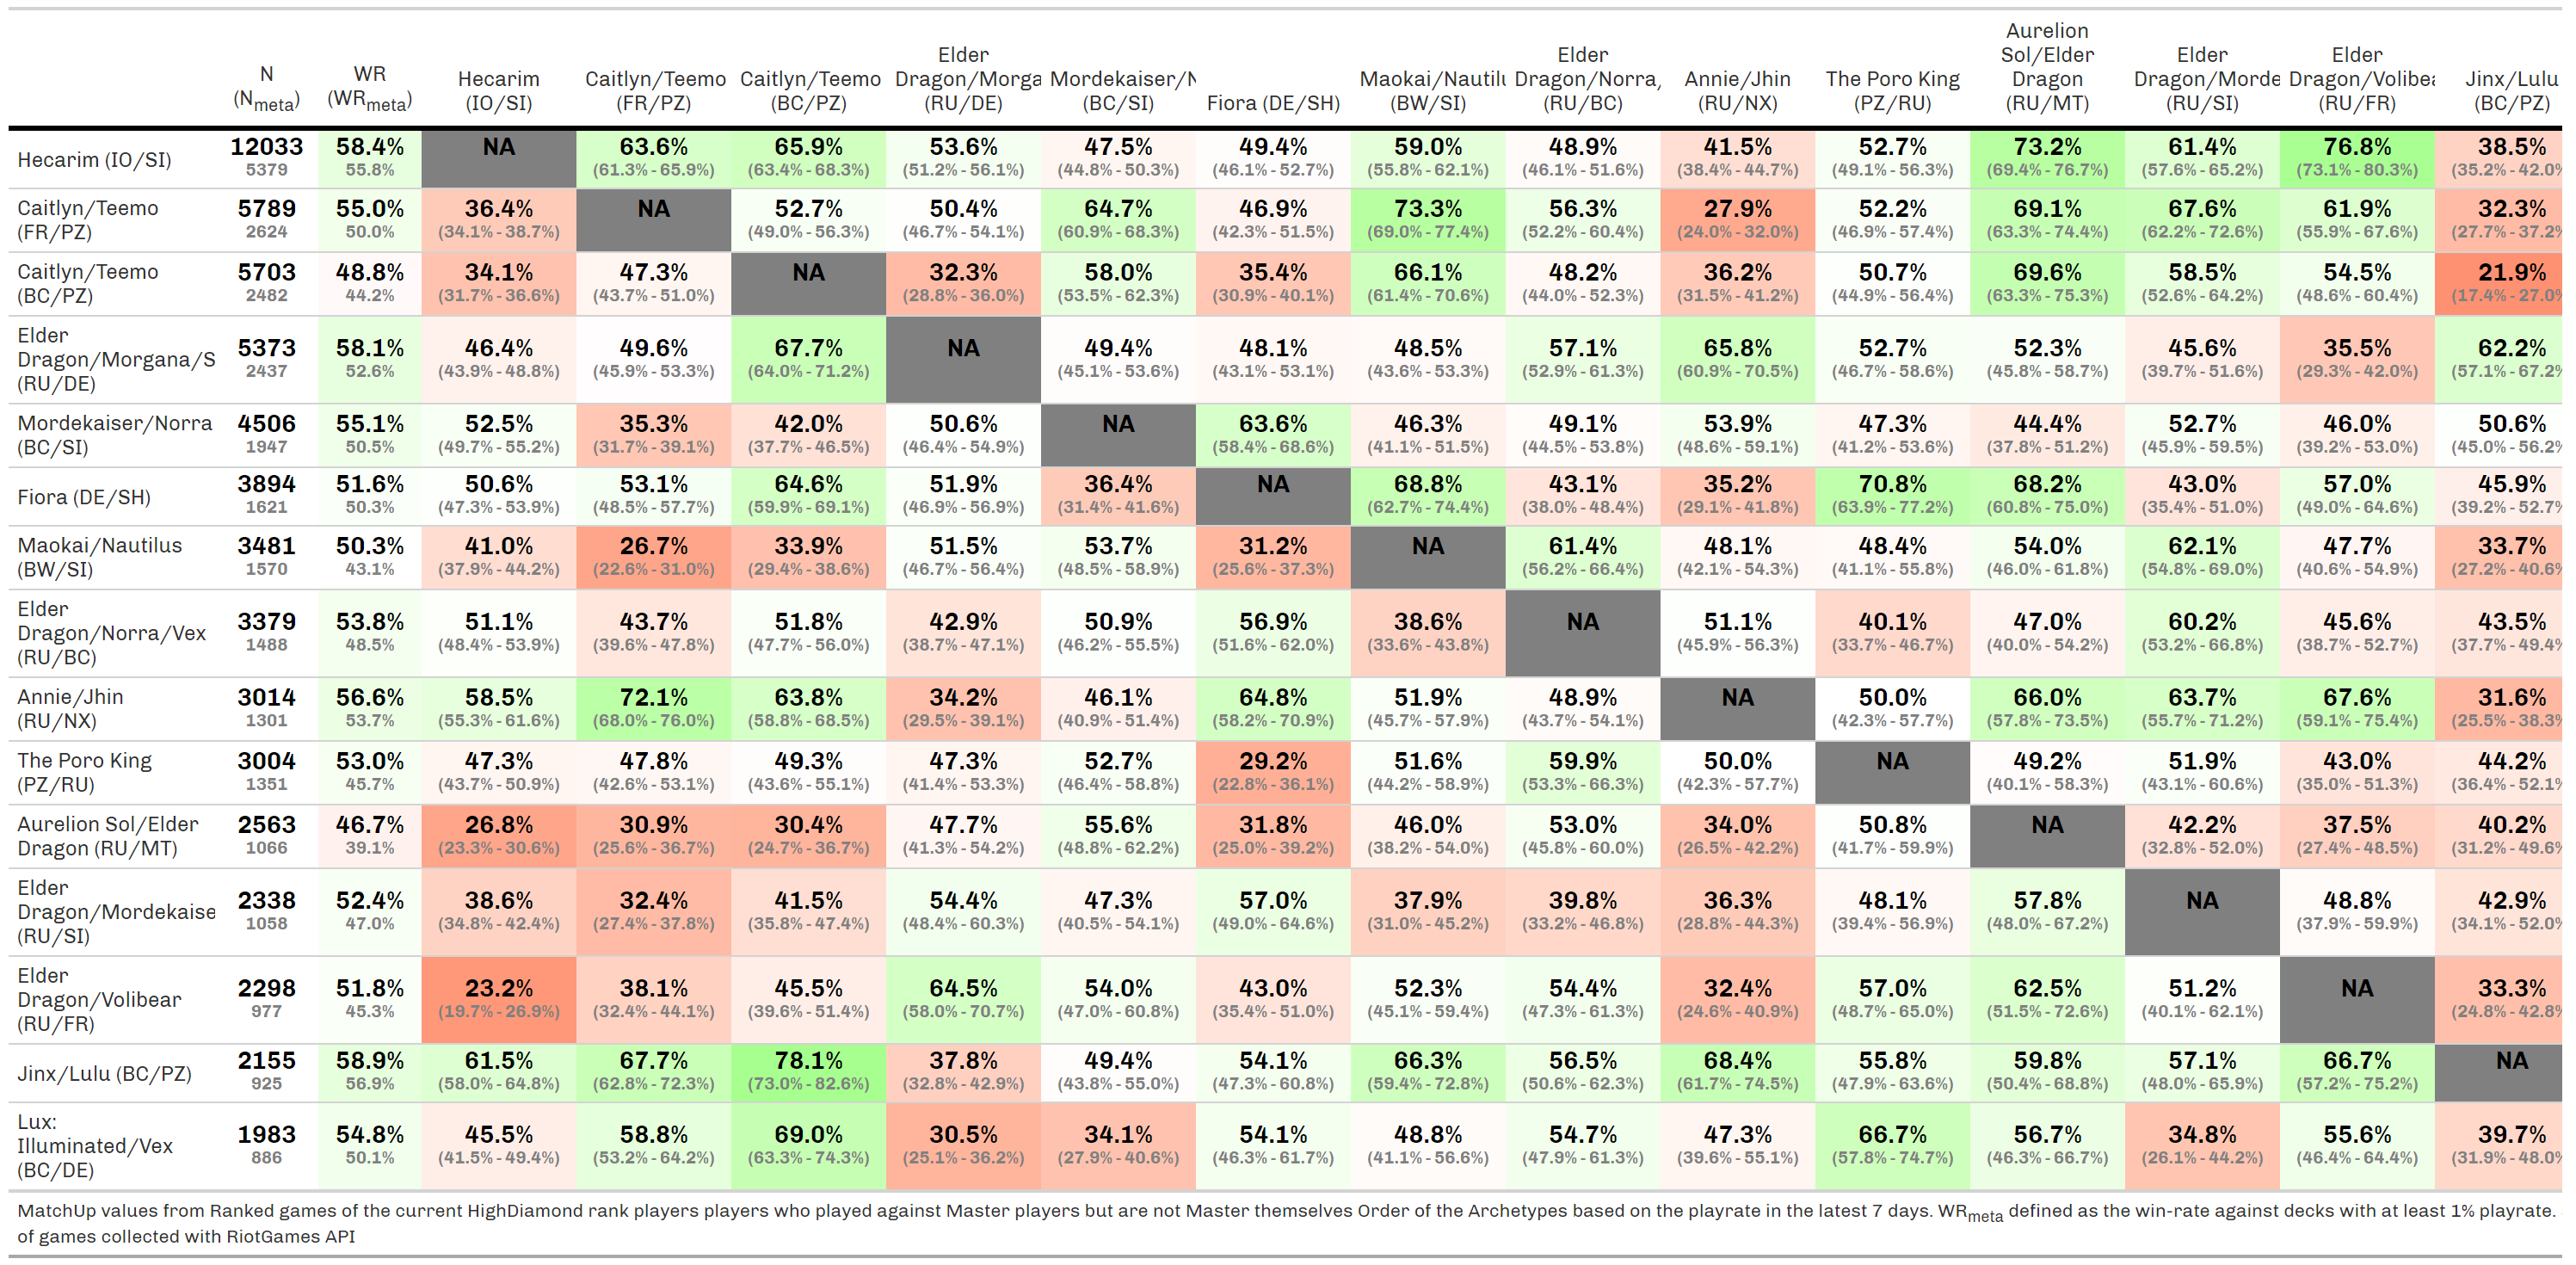 Aurelion
Elder Elder Sol/Elder Elder Elder
N WR Hecarim Caitlyn/Teemo Caitlyn/Teemo Dragon/Morga Mordekaiser/N Maokai/Nautilu Dragon/Norra, Annie/Jhin The Poro King Dragon Dragon/Morde Dragon/Volibea Jinx/Lulu
(Nmeta) (WRmeta) (IO/SI) (FR/PZ) (BC/PZ) (RU/DE) (BC/SI) Fiora (DE/SH) (BW/SI) (RU/BC) (RU/NX) (PZ/RU) (RU/MT) (RU/SI) (RU/FR) (BC/PZ)
Hecarim (IO/SI)
12033 58.4% NA 63.6% 65.9% 53.6% 47.5% 49.4% 59.0% 48.9% 41.5% 52.7% 73.2% 61.4% 76.8% 38.5%
5379 55.8% (61.3% - 65.9%) (63.4% - 68.3%) (51.2% - 56.1%) (44.8% - 50.3%) (46.1% - 52.7%) (55.8% - 62.1%) (46.1% - 51.6%) (38.4% - 44.7%) (49.1% - 56.3%) (69.4% - 76.7%) (57.6% - 65.2%) (73.1% - 80.3%) (35.2% - 42.0%
Caitlyn/Teemo 5789 55.0% 36.4% NA 52.7% 50.4% 64.7% 46.9% 73.3% 56.3% 27.9% 52.2% 69.1% 67.6% 61.9% 32.3%
(FR/PZ) 2624 50.0% (34.1% - 38.7%) (49.0% - 56.3%) (46.7% - 54.1%) (60.9% - 68.3%) (42.3% - 51.5%) (69.0% - 77.4%) (52.2% - 60.4%) (24.0% - 32.0%) (46.9% - 57.4%) (63.3% - 74.4%) (62.2% - 72.6%) (55.9% - 67.6%) (27.7% - 37.2%
Caitlyn/Teemo 5703 48.8% 34.1% 47.3% NA 32.3% 58.0% 35.4% 66.1% 48.2% 36.2% 50.7% 69.6% 58.5% 54.5% 21.9%
(BC/PZ) 2482 44.2% (31.7% - 36.6%) (43.7% - 51.0%) (28.8% - 36.0%) (53.5% - 62.3%) (30.9% - 40.1%) (61.4% - 70.6%) (44.0% - 52.3%) (31.5% - 41.2%) (44.9% - 56.4%) (63.3% - 75.3%) (52.6% - 64.2%) (48.6% - 60.4%) (17.4% - 27.0%
Elder
Dragon/Morgana/S
(RU/DE)
5373 58.1% 46.4% 49.6% 67.7% NA 49.4% 48.1% 48.5% 57.1% 65.8% 52.7% 52.3% 45.6% 35.5% 62.2%
2437 52.6% (43.9% - 48.8%) (45.9% - 53.3%) (64.0% - 71.2%) (45.1% - 53.6%) (43.1% - 53.1%) (43.6% - 53.3%) (52.9% - 61.3%) (60.9% - 70.5%) (46.7% - 58.6%) (45.8% - 58.7%) (39.7% - 51.6%) (29.3% - 42.0%) (57.1% - 67.2%
Mordekaiser/Norra 4506 55.1% 52.5% 35.3% 42.0% 50.6% NA 63.6% 46.3% 49.1% 53.9% 47.3% 44.4% 52.7% 46.0% 50.6%
(BC/SI) 1947 50.5% (49.7% - 55.2%) (31.7% - 39.1%) (37.7% - 46.5%) (46.4% - 54.9%) (58.4% - 68.6%) (41.1% - 51.5%) (44.5% - 53.8%) (48.6% - 59.1%) (41.2% - 53.6%) (37.8% - 51.2%) (45.9% - 59.5%) (39.2% - 53.0%) (45.0% - 56.2%
Fiora (DE/SH)
3894 51.6% 50.6% 53.1% 64.6% 51.9% 36.4% NA 68.8% 43.1% 35.2% 70.8% 68.2% 43.0% 57.0% 45.9%
1621 50.3% (47.3% - 53.9%) (48.5% - 57.7%) (59.9% - 69.1%) (46.9% - 56.9%) (31.4% - 41.6%) (62.7% - 74.4%) (38.0% - 48.4%) (29.1% - 41.8%) (63.9% - 77.2%) (60.8% - 75.0%) (35.4% - 51.0%) (49.0% - 64.6%) (39.2% - 52.7%
Maokai/Nautilus 3481 50.3% 41.0% 26.7% 33.9% 51.5% 53.7% 31.2% NA 61.4% 48.1% 48.4% 54.0% 62.1% 47.7% 33.7%
(BW/SI) 1570 43.1% (37.9% - 44.2%) (22.6% - 31.0%) (29.4% - 38.6%) (46.7% - 56.4%) (48.5% - 58.9%) (25.6% - 37.3%) (56.2% - 66.4%) (42.1% - 54.3%) (41.1% - 55.8%) (46.0% - 61.8%) (54.8% - 69.0%) (40.6% - 54.9%) (27.2% - 40.6%
Elder
Dragon/Norra/Vex
(RU/BC)
3379 53.8% 51.1% 43.7% 51.8% 42.9% 50.9% 56.9% 38.6% NA 51.1% 40.1% 47.0% 60.2% 45.6% 43.5%
1488 48.5% (48.4% - 53.9%) (39.6% - 47.8%) (47.7% - 56.0%) (38.7% - 47.1%) (46.2% - 55.5%) (51.6% - 62.0%) (33.6% - 43.8%) (45.9% - 56.3%) (33.7% - 46.7%) (40.0% - 54.2%) (53.2% - 66.8%) (38.7% - 52.7%) (37.7% - 49.4%
Annie/Jhin 3014 56.6% 58.5% 72.1% 63.8% 34.2% 46.1% 64.8% 51.9% 48.9% NA 50.0% 66.0% 63.7% 67.6% 31.6%
(RU/NX) 1301 53.7% (55.3% - 61.6%) (68.0% - 76.0%) (58.8% - 68.5%) (29.5% - 39.1%) (40.9% - 51.4%) (58.2% - 70.9%) (45.7% - 57.9%) (43.7% - 54.1%) (42.3% - 57.7%) (57.8% - 73.5%) (55.7% - 71.2%) (59.1% - 75.4%) (25.5% - 38.3%
The Poro King 3004 53.0% 47.3% 47.8% 49.3% 47.3% 52.7% 29.2% 51.6% 59.9% 50.0% NA 49.2% 51.9% 43.0% 44.2%
(PZ/RU) 1351 45.7% (43.7% - 50.9%) (42.6% - 53.1%) (43.6% - 55.1%) (41.4% - 53.3%) (46.4% - 58.8%) (22.8% - 36.1%) (44.2% - 58.9%) (53.3% - 66.3%) (42.3% - 57.7%) (40.1% - 58.3%) (43.1% - 60.6%) (35.0% - 51.3%) (36.4% - 52.1%
Aurelion Sol/Elder 2563 46.7% 26.8% 30.9% 30.4% 47.7% 55.6% 31.8% 46.0% 53.0% 34.0% 50.8% NA 42.2% 37.5% 40.2%
Dragon (RU/MT) 1066 39.1% (23.3% - 30.6%) (25.6% - 36.7%) (24.7% - 36.7%) (41.3% - 54.2%) (48.8% - 62.2%) (25.0% - 39.2%) (38.2% - 54.0%) (45.8% - 60.0%) (26.5% - 42.2%) (41.7% - 59.9%) (32.8% - 52.0%) (27.4% - 48.5%) (31.2% - 49.6%
Elder
Dragon/Mordekaise
(RU/SI)
2338 52.4% 38.6% 32.4% 41.5% 54.4% 47.3% 57.0% 37.9% 39.8% 36.3% 48.1% 57.8% NA 48.8% 42.9%
1058 47.0% (34.8% - 42.4%) (27.4% - 37.8%) (35.8% - 47.4%) (48.4% - 60.3%) (40.5% - 54.1%) (49.0% - 64.6%) (31.0% - 45.2%) (33.2% - 46.8%) (28.8% - 44.3%) (39.4% - 56.9%) (48.0% - 67.2%) (37.9% - 59.9%) (34.1% - 52.0%
Elder
Dragon/Volibear
(RU/FR)
2298 51.8% 23.2% 38.1% 45.5% 64.5% 54.0% 43.0% 52.3% 54.4% 32.4% 57.0% 62.5% 51.2% NA 33.3%
977 45.3% (19.7% - 26.9%) (32.4% - 44.1%) (39.6% - 51.4%) (58.0% - 70.7%) (47.0% - 60.8%) (35.4% - 51.0%) (45.1% - 59.4%) (47.3% - 61.3%) (24.6% - 40.9%) (48.7% - 65.0%) (51.5% - 72.6%) (40.1% - 62.1%) (24.8% - 42.8%
Jinx/Lulu (BC/PZ)
2155 58.9% 61.5% 67.7% 78.1% 37.8% 49.4% 54.1% 66.3% 56.5% 68.4% 55.8% 59.8% 57.1% 66.7% NA
925 56.9% (58.0% - 64.8%) (62.8% - 72.3%) (73.0% - 82.6%) (32.8% - 42.9%) (43.8% - 55.0%) (47.3% - 60.8%) (59.4% - 72.8%) (50.6% - 62.3%) (61.7% - 74.5%) (47.9% - 63.6%) (50.4% - 68.8%) (48.0% - 65.9%) (57.2% - 75.2%)
Lux:
Illuminated/Vex
(BC/DE)
1983 54.8% 45.5% 58.8% 69.0% 30.5% 34.1% 54.1% 48.8% 54.7% 47.3% 66.7% 56.7% 34.8% 55.6% 39.7%
886 50.1% (41.5% - 49.4%) (53.2% - 64.2%) (63.3% - 74.3%) (25.1% - 36.2%) (27.9% - 40.6%) (46.3% - 61.7%) (41.1% - 56.6%) (47.9% - 61.3%) (39.6% - 55.1%) (57.8% - 74.7%) (46.3% - 66.7%) (26.1% - 44.2%) (46.4% - 64.4%) (31.9% - 48.0%
MatchUp values from Ranked games of the current HighDiamond rank players players who played against Master players but are not Master themselves Order of the Archetypes based on the playrate in the latest 7 days. WRmeta defined as the win-rate against decks with at least 1% playrate.
of games collected with RiotGames API